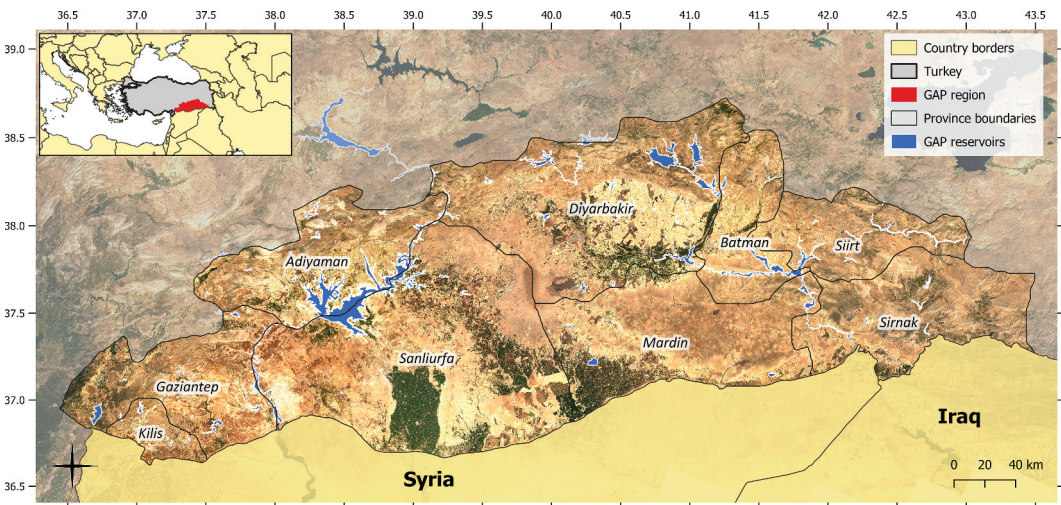 36.5 37.0 37.5 38.0 38.5 39.0 39.5 40.0 40.5 41.0 41.5 42.0 42.5 43.0 43.5
39.0
38.5
38.0
37.5
37.0
36.5
Country borders
Turkey
GAP region
Province boundaries
GAP reservoirs
Diyarbakir
Batman
Siirt
Adiyaman
Sirnak
Mardin
Sanliurfa
Gaziantep
Kilis
Iraq
Syria
0 20 40 km